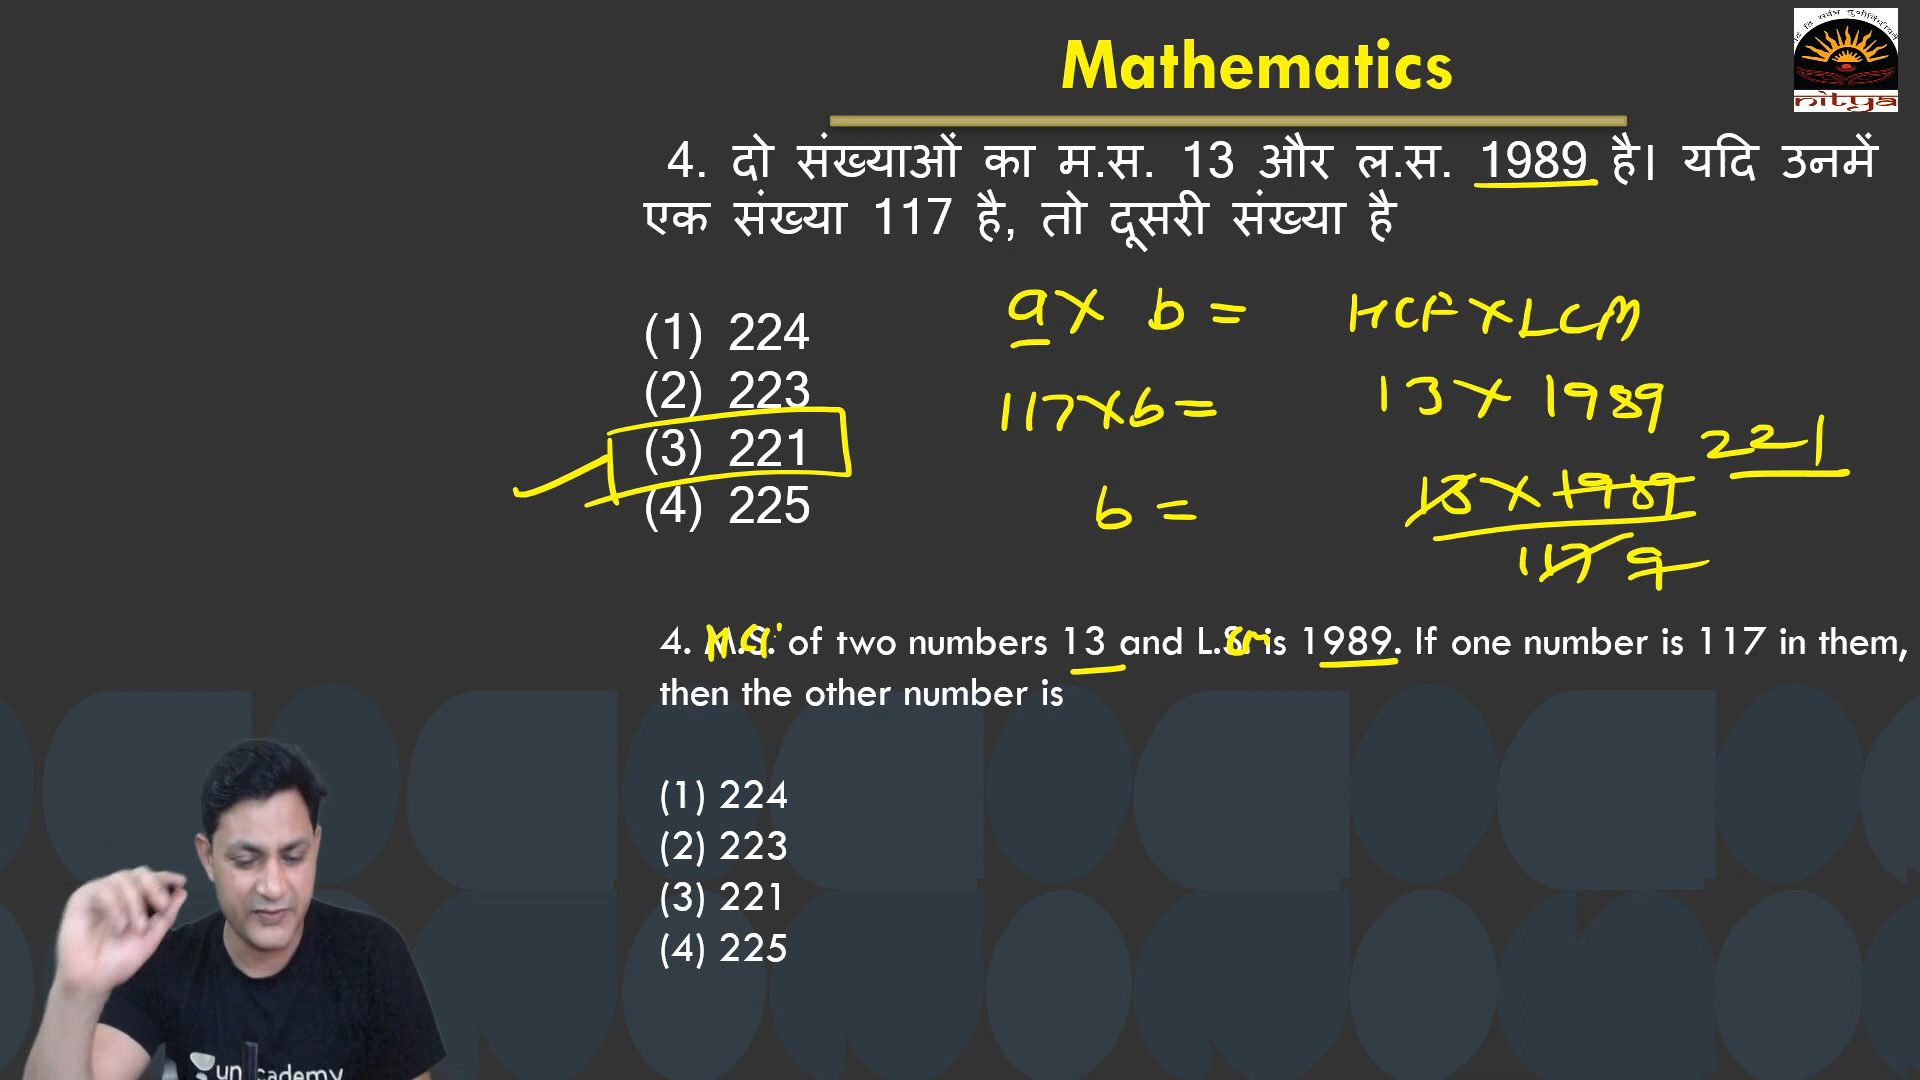 Mathematics
nitya
4. दो संख्याओं का म.स. 13 और ल.स. 1989 है। यदि उनमें
एक संख्या 117 है, तो दूसरी संख्या है
(1) 224
(2) 223
(3) 221
(4) 225
a × b = HCF × LCM
117 × b = 13 × 1989
221
b = 13 × 1989
117 9
4. M.S. of two numbers 13 and L.S. is 1989. If one number is 117 in them,
then the other number is
(1) 224
(2) 223
(3) 221
(4) 225
unacademy